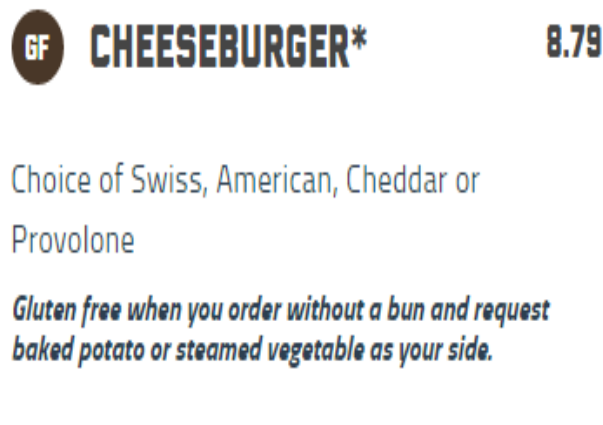 GF CHEESEBURGER* 8.79
Choice of Swiss, American, Cheddar or
Provolone
Gluten free when you order without a bun and request
baked potato or steamed vegetable as your side.